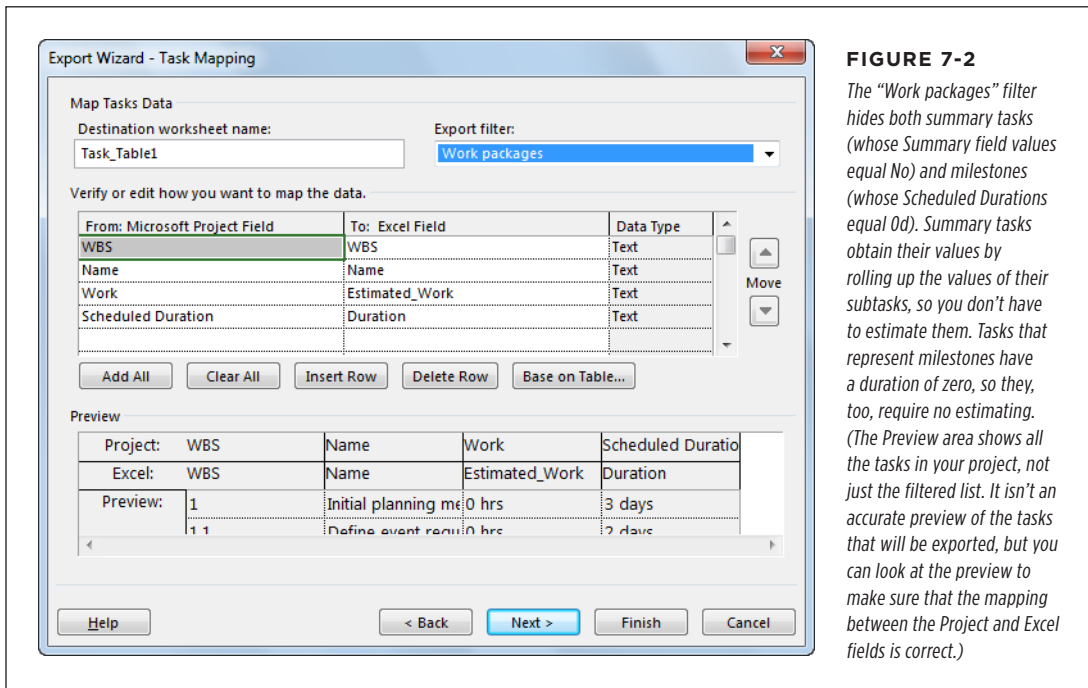 Export Wizard - Task Mapping
Map Tasks Data
Destination worksheet name:
Export filter:
Task_Table1
Work packages
Verify or edit how you want to map the data.
From: Microsoft Project Field To: Excel Field Data Type
WBS WBS Text
Name Name Text
Work Estimated_Work Text
Scheduled Duration Duration Text
Move
Add All Clear All Insert Row Delete Row Base on Table...
Preview
Project: WBS Name Work Scheduled Duratio
Excel: WBS Name Estimated_Work Duration
Preview: 1 Initial planning me 0 hrs 3 days
1.1 Define event requi 0 hrs 2 days
Help < Back Next > Finish Cancel
FIGURE 7-2
The “Work packages” filter
hides both summary tasks
(whose Summary field values
equal No) and milestones
(whose Scheduled Durations
equal 0d). Summary tasks
obtain their values by
rolling up the values of their
subtasks, so you don’t have
to estimate them. Tasks that
represent milestones have
a duration of zero, so they,
too, require no estimating.
(The Preview area shows all
the tasks in your project, not
just the filtered list. It isn’t an
accurate preview of the tasks
that will be exported, but you
can look at the preview to
make sure that the mapping
between the Project and Excel
fields is correct.)